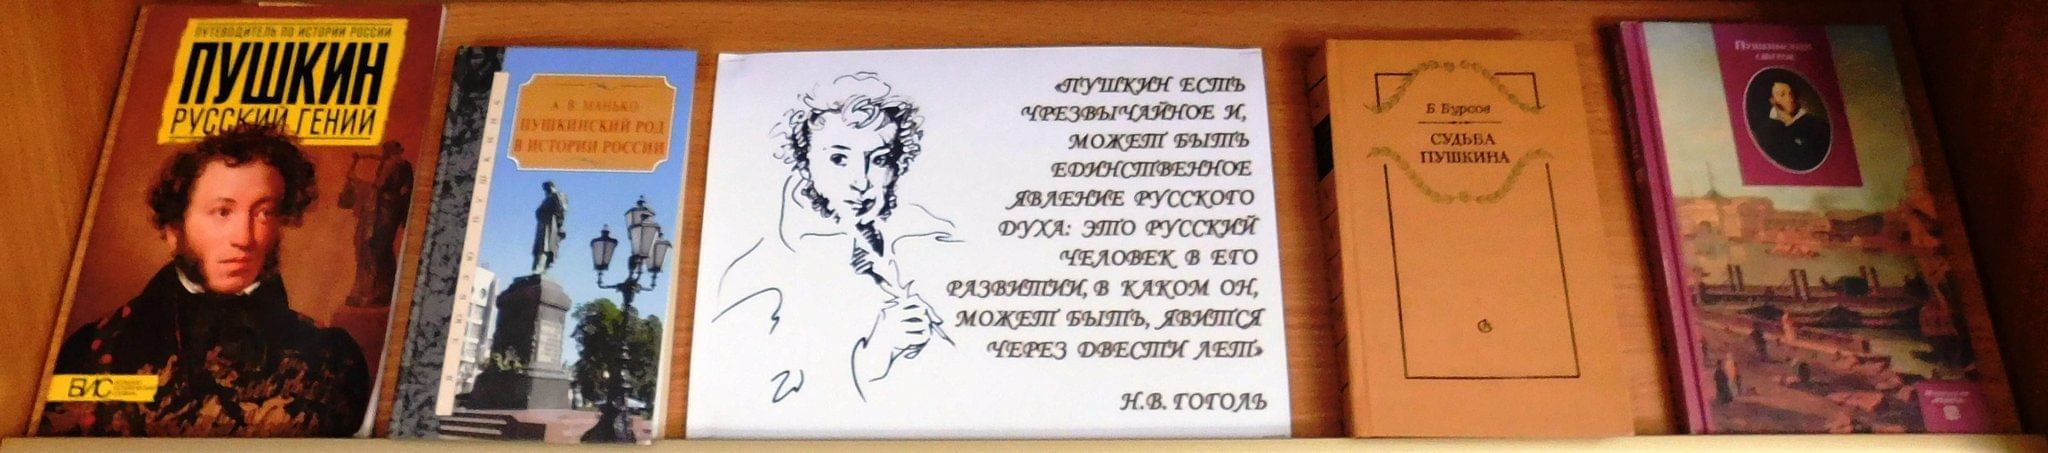 ПУТЕВОДИТЕЛЬ ПО ИСТОРИИ РОССИИ
ПУШКИН
РУССКИЙ ГЕНИЙ
БИС
А. В. МАНЬКО
ПУШКИНСКИЙ РОД
В ИСТОРИИ РОССИИ
Я ЛЮБЛЮ ПУШКИНА
«ПУШКИН ЕСТЬ
ЧРЕЗВЫЧАЙНОЕ И,
МОЖЕТ БЫТЬ
ЕДИНСТВЕННОЕ
ЯВЛЕНИЕ РУССКОГО
ДУХА: ЭТО РУССКИЙ
ЧЕЛОВЕК В ЕГО
РАЗВИТИИ, В КАКОМ ОН,
МОЖЕТ БЫТЬ, ЯВИТСЯ
ЧЕРЕЗ ДВЕСТИ ЛЕТ»
Н.В. ГОГОЛЬ
Б. Бурсов
СУДЬБА
ПУШКИНА